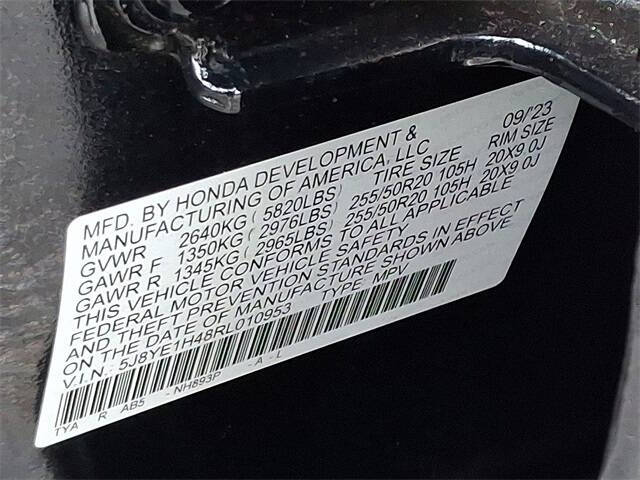 MFD. BY HONDA DEVELOPMENT & 09/'23
MANUFACTURING OF AMERICA, LLC
TIRE SIZE RIM SIZE
GVWR 2640KG ( 5820LBS)
GAWR F 1350KG ( 2976LBS) 255/50R20 105H 20X9.0J
GAWR R 1345KG ( 2965LBS) 255/50R20 105H 20X9.0J
THIS VEHICLE CONFORMS TO ALL APPLICABLE
FEDERAL MOTOR VEHICLE SAFETY
AND THEFT PREVENTION STANDARDS IN EFFECT
ON THE DATE OF MANUFACTURE SHOWN ABOVE.
V.I.N.: 5J8YE1H48RL010953 TYPE: MPV
TYA R AB5 - NH893P - A - L